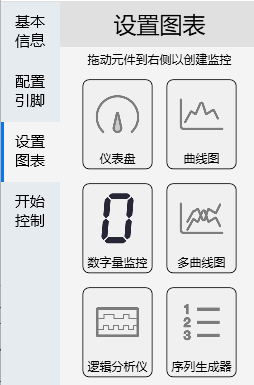 基本
信息
配置
引脚
设置
图表
开始
控制
设置图表
拖动元件到右侧以创建监控
仪表盘
曲线图
0
数字量监控
多曲线图
1
2
3
逻辑分析仪
序列生成器